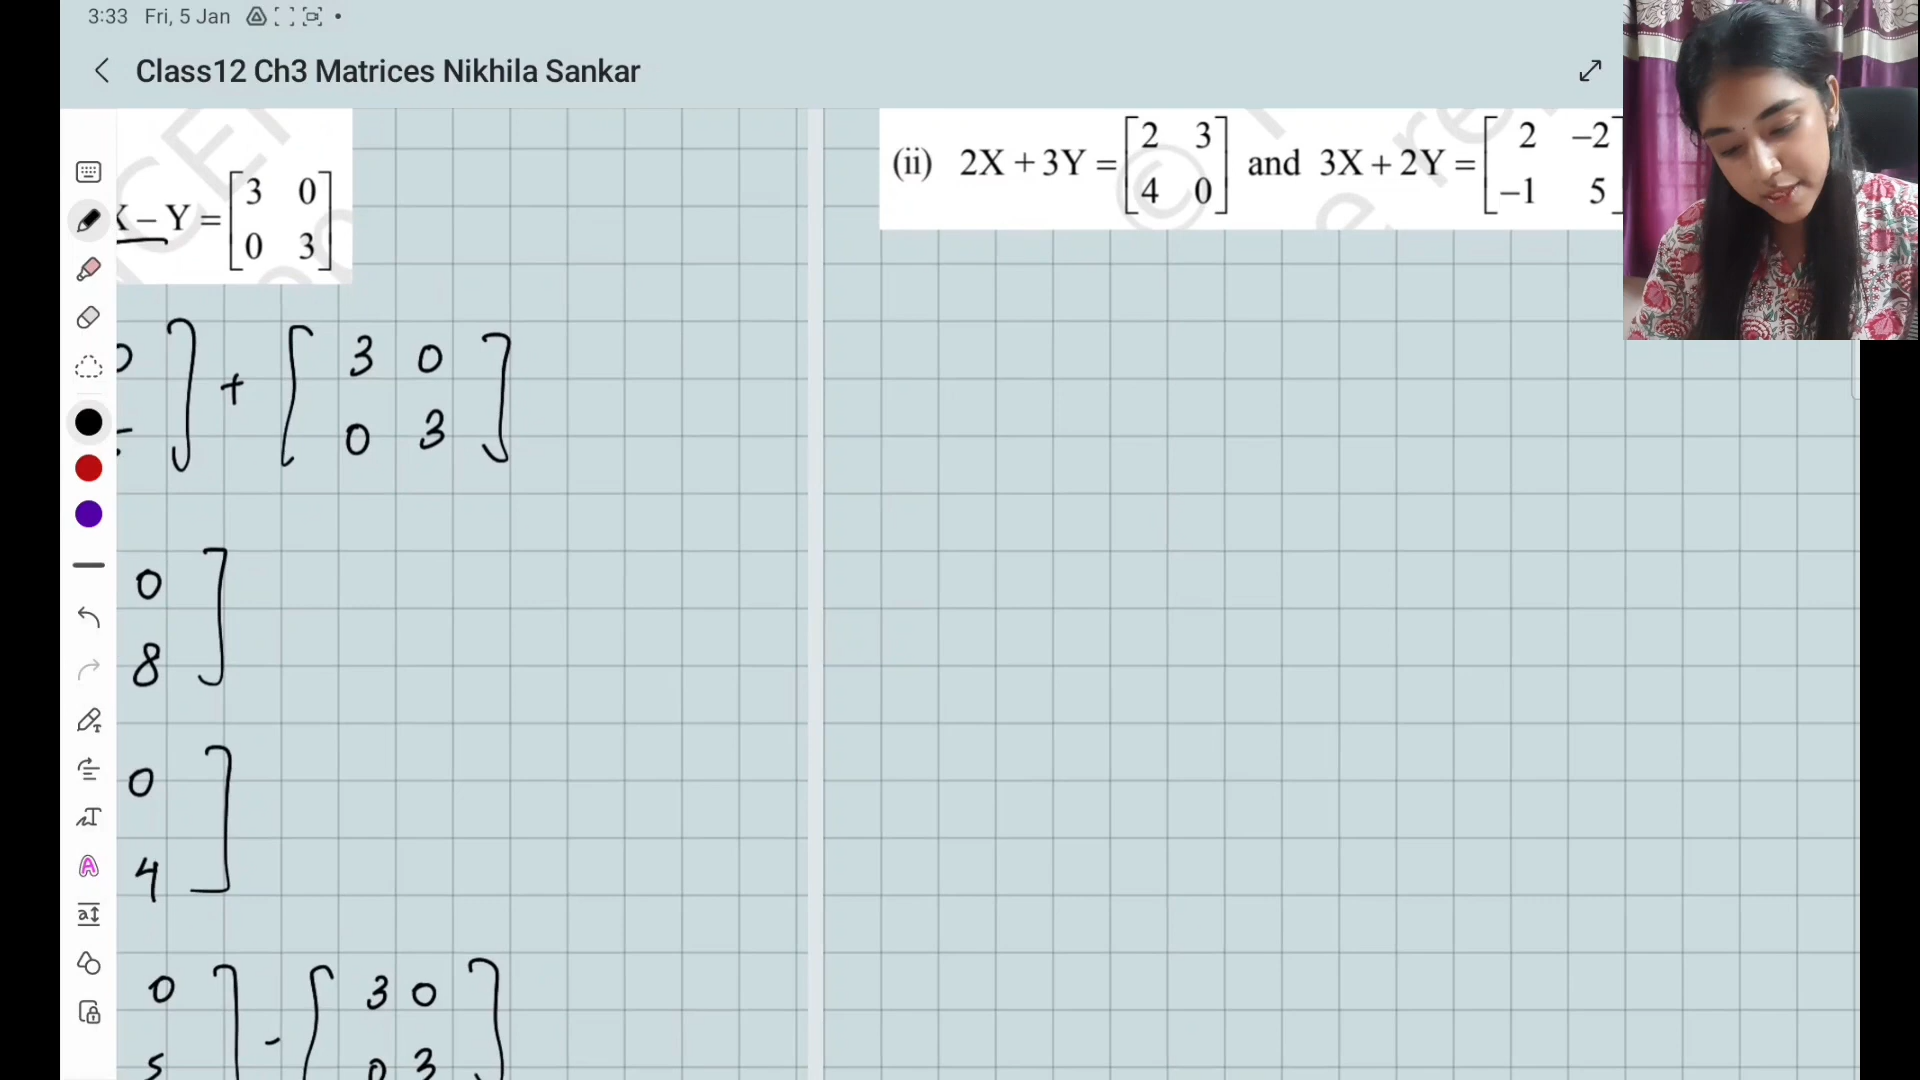 3:33 Fri, 5 Jan
Class12 Ch3 Matrices Nikhila Sankar
X – Y = [3 0
0 3]
0 ] + [3 0
0 3]
0
8 ]
0
4 ]
0
5 ] - [3 0
0 3]
(ii) 2X + 3Y = [2 3
4 0] and 3X + 2Y = [2 –2
–1 5]